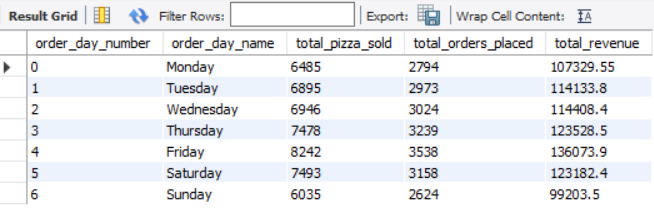 Result Grid Filter Rows: Export: Wrap Cell Content: IA
order_day_number order_day_name total_pizza_sold total_orders_placed total_revenue
0 Monday 6485 2794 107329.55
1 Tuesday 6895 2973 114133.8
2 Wednesday 6946 3024 114408.4
3 Thursday 7478 3239 123528.5
4 Friday 8242 3538 136073.9
5 Saturday 7493 3158 123182.4
6 Sunday 6035 2624 99203.5